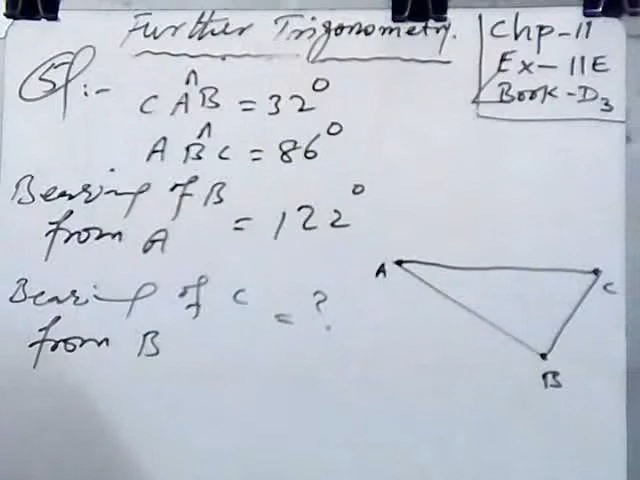 Further Trigonometry.
Chp-11
Ex-11E
Book-D3
Q5:-
CÂB = 32°
AB̂C = 86°
Bearing of B
from A = 122°
Bearing of C
from B = ?
A
C
B